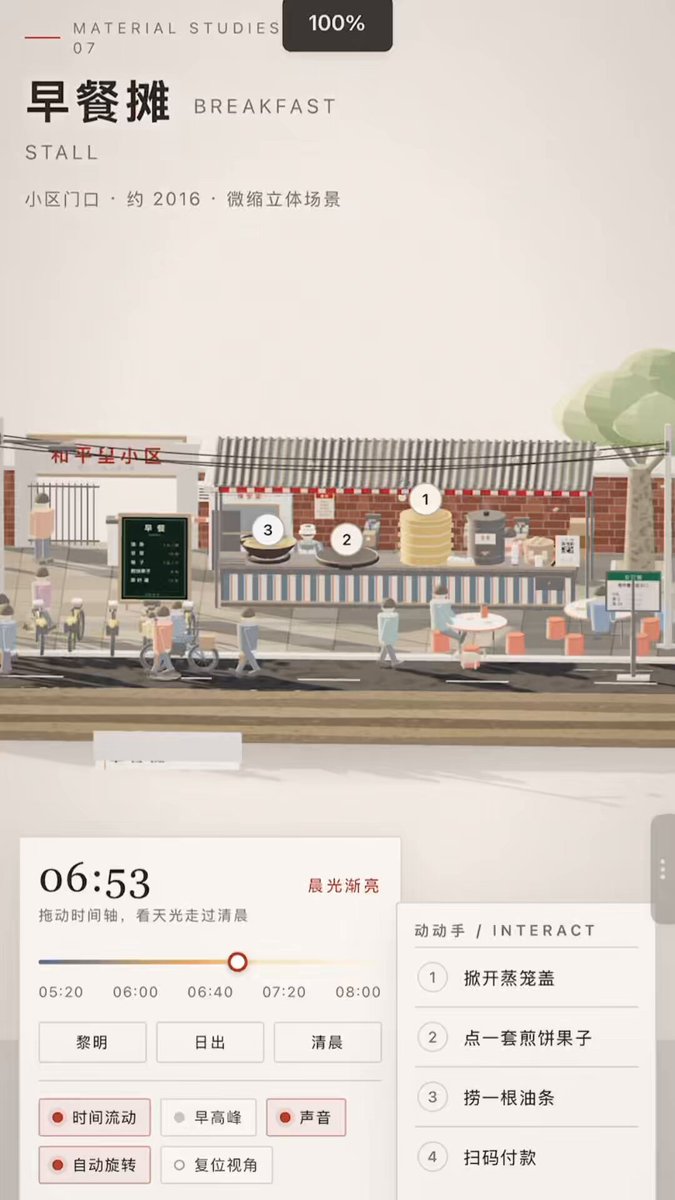 MATERIAL STUDIES
07
100%
早餐摊 BREAKFAST
STALL
小区门口 · 约 2016 · 微缩立体场景
和平里小区
早餐
1
2
3
06:53
晨光渐亮
拖动时间轴，看天光走过清晨
05:20 06:00 06:40 07:20 08:00
黎明 日出 清晨
时间流动 早高峰 声音
自动旋转 复位视角
动动手 / INTERACT
1 掀开蒸笼盖
2 点一套煎饼果子
3 捞一根油条
4 扫码付款